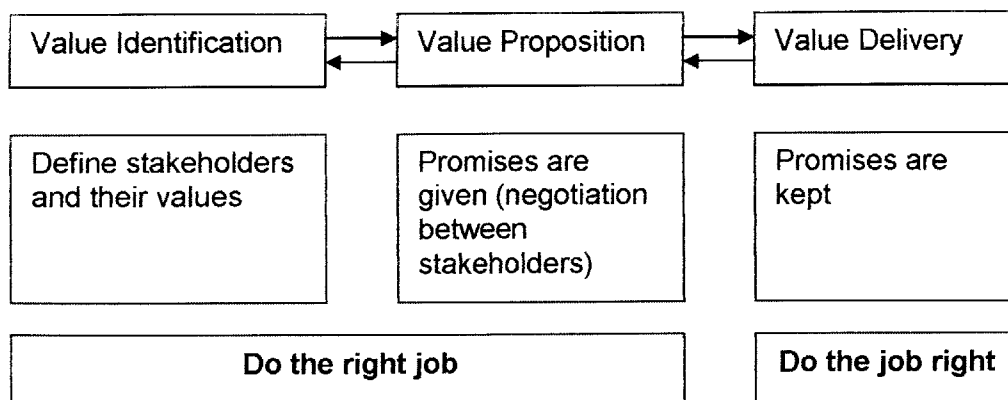 Value Identification
Value Proposition
Value Delivery
Define stakeholders
and their values
Promises are
given (negotiation
between
stakeholders)
Promises are
kept
Do the right job
Do the job right